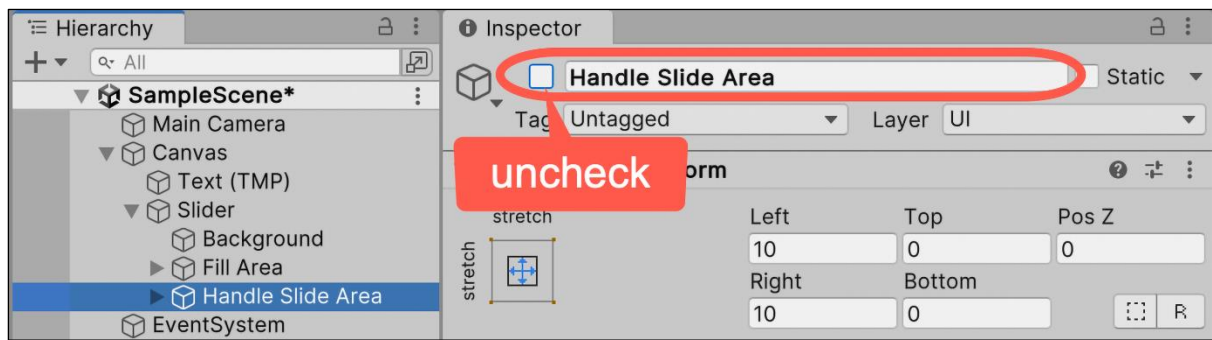 Hierarchy
All
SampleScene*
Main Camera
Canvas
Text (TMP)
Slider
Background
Fill Area
Handle Slide Area
EventSystem
Inspector
Handle Slide Area
Static
Tag Untagged
Layer UI
uncheck
orm
stretch
stretch
Left Top Pos Z
10 0 0
Right Bottom
10 0
R